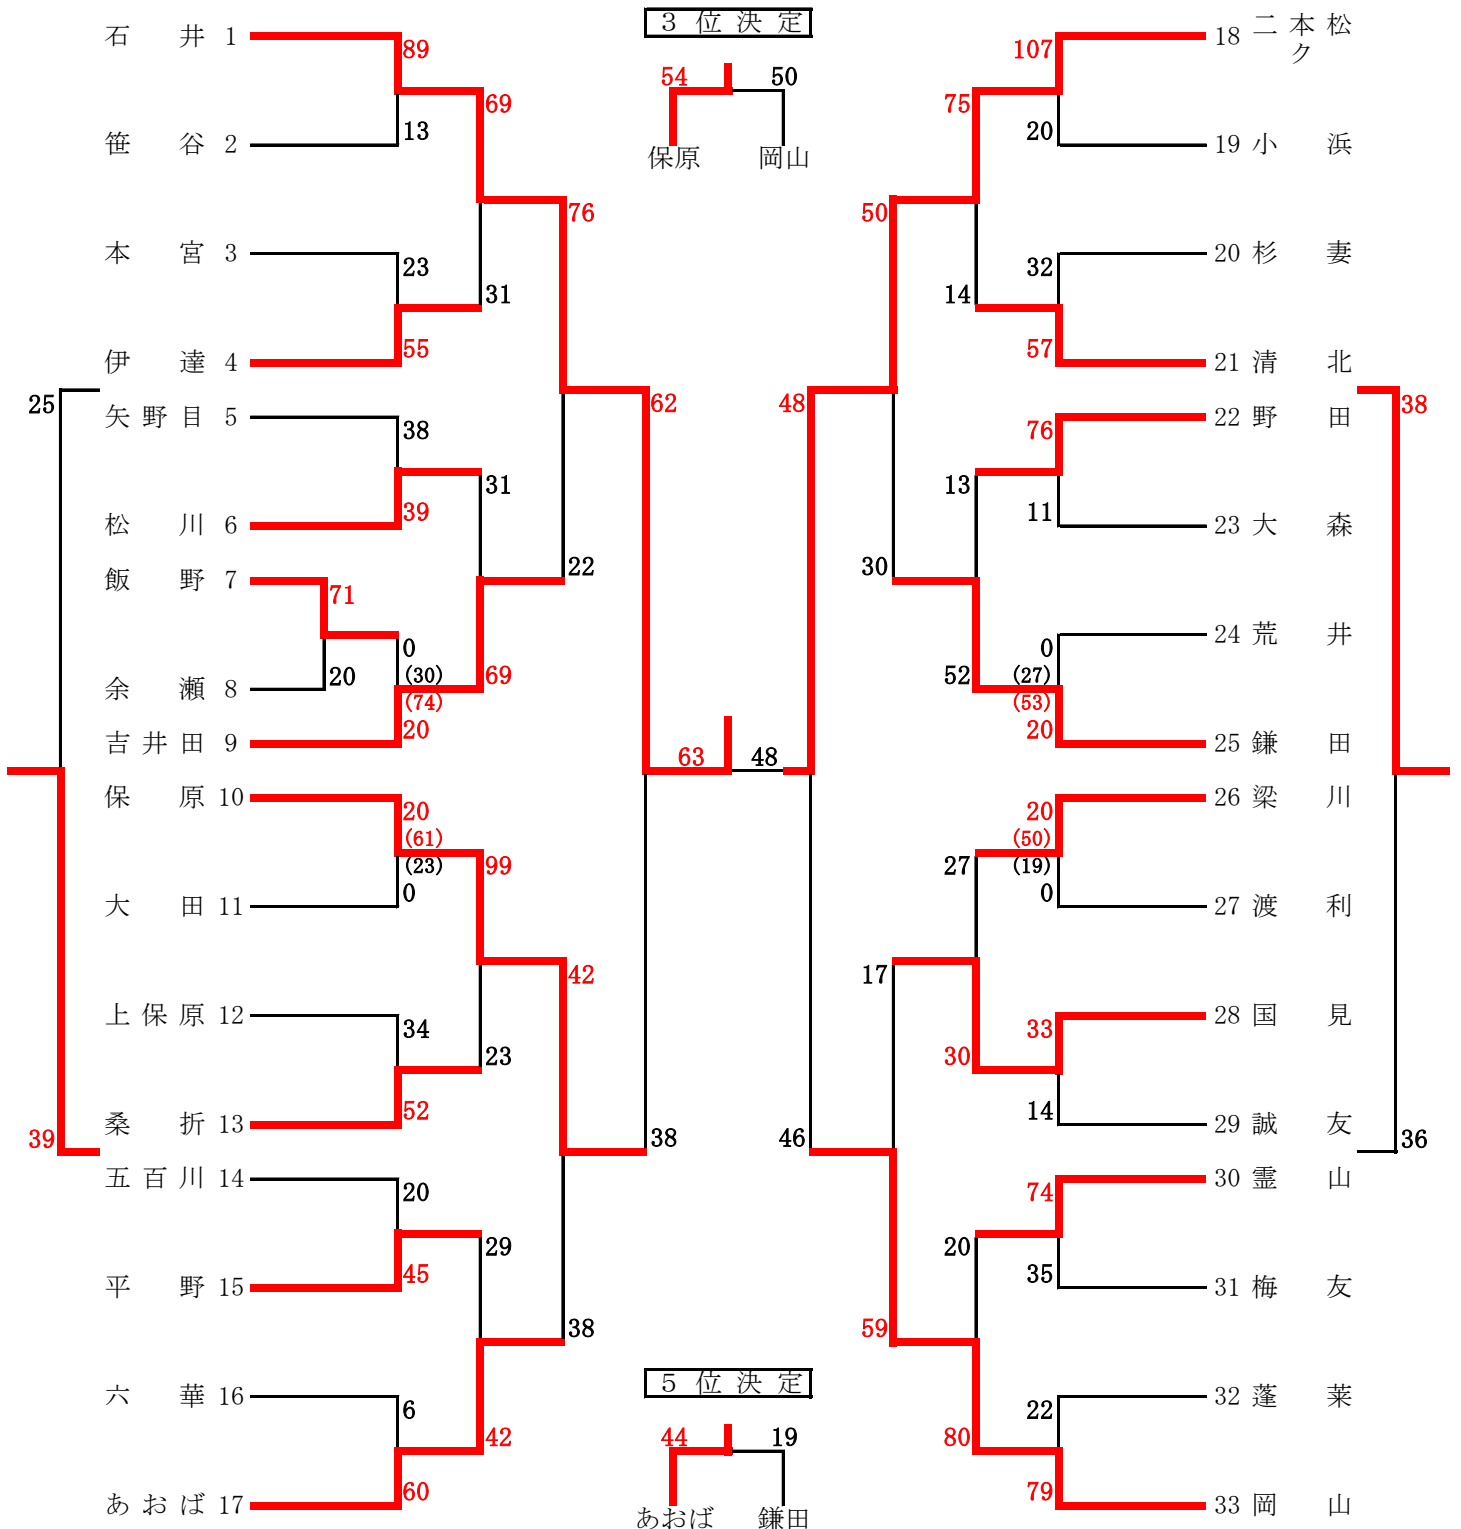 3 位 決 定
石 井 1
89
107
18 二 本 松
ク
54
50
69
75
笹 谷 2
13
20
19 小 浜
保原
岡山
76
50
本 宮 3
23
32
20 杉 妻
31
14
伊 達 4
55
57
21 清 北
25
62
48
38
矢 野 目 5
38
76
22 野 田
31
13
松 川 6
39
11
23 大 森
飯 野 7
71
22
30
0
0
24 荒 井
余 瀬 8
20
(30)
69
52
(27)
(74)
(53)
吉 井 田 9
20
20
25 鎌 田
63
48
保 原 10
20
20
26 梁 川
(61)
(50)
(23)
99
27
(19)
大 田 11
0
0
27 渡 利
42
17
上 保 原 12
34
33
28 国 見
23
30
桑 折 13
52
14
29 誠 友
39
38
46
36
五 百 川 14
20
74
30 霊 山
29
20
平 野 15
45
35
31 梅 友
38
59
5 位 決 定
六 華 16
6
22
32 蓬 莱
42
44
19
80
あ お ば 17
60
79
33 岡 山
あおば
鎌田